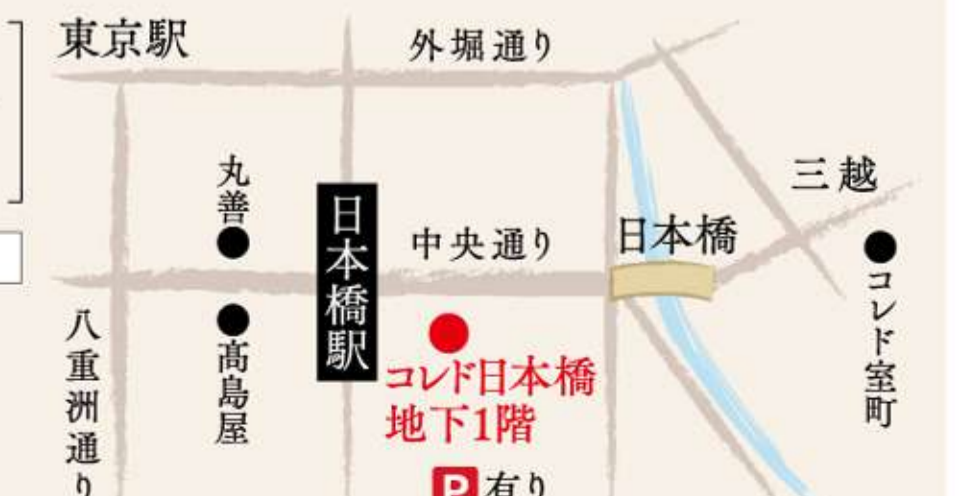 東京駅
外堀通り
三越
丸善
日本橋駅
中央通り
日本橋
コレド室町
八重洲通り
髙島屋
コレド日本橋
地下1階
P有り